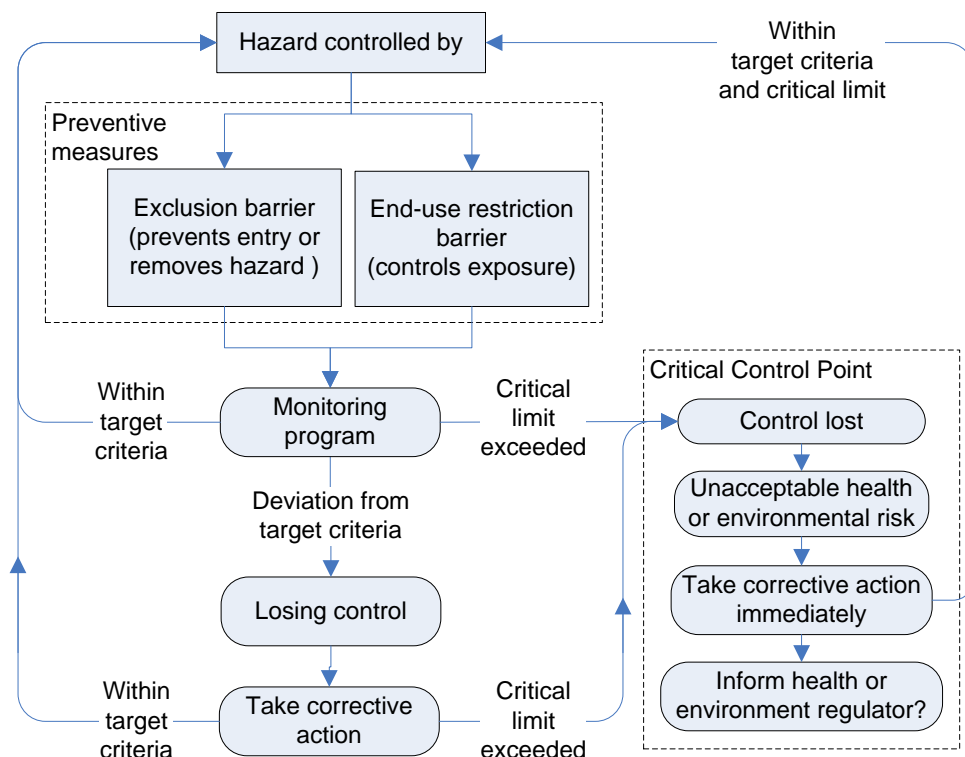 Hazard controlled by
Within
target criteria
and critical limit
Preventive
measures
Exclusion barrier
(prevents entry or
removes hazard )
End-use restriction
barrier
(controls exposure)
Within
target
criteria
Monitoring
program
Critical
limit
exceeded
Critical Control Point
Control lost
Unacceptable health
or environmental risk
Take corrective action
immediately
Inform health or
environment regulator?
Deviation from
target criteria
Losing control
Within
target
criteria
Take corrective
action
Critical
limit
exceeded